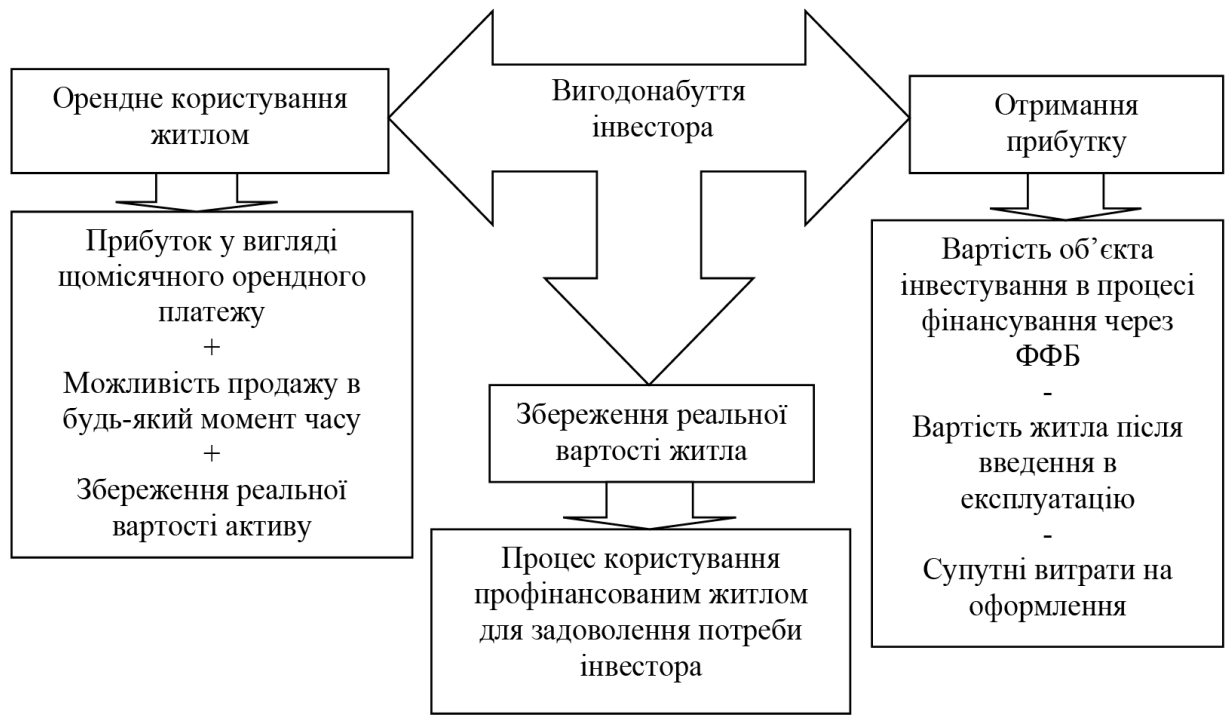 Вигодонабуття
інвестора
Орендне користування
житлом
Прибуток у вигляді
щомісячного орендного
платежу
+
Можливість продажу в
будь-який момент часу
+
Збереження реальної
вартості активу
Збереження реальної
вартості житла
Процес користування
профінансованим житлом
для задоволення потреби
інвестора
Отримання
прибутку
Вартість об’єкта
інвестування в процесі
фінансування через
ФФБ
-
Вартість житла після
введення в
експлуатацію
-
Супутні витрати на
оформлення